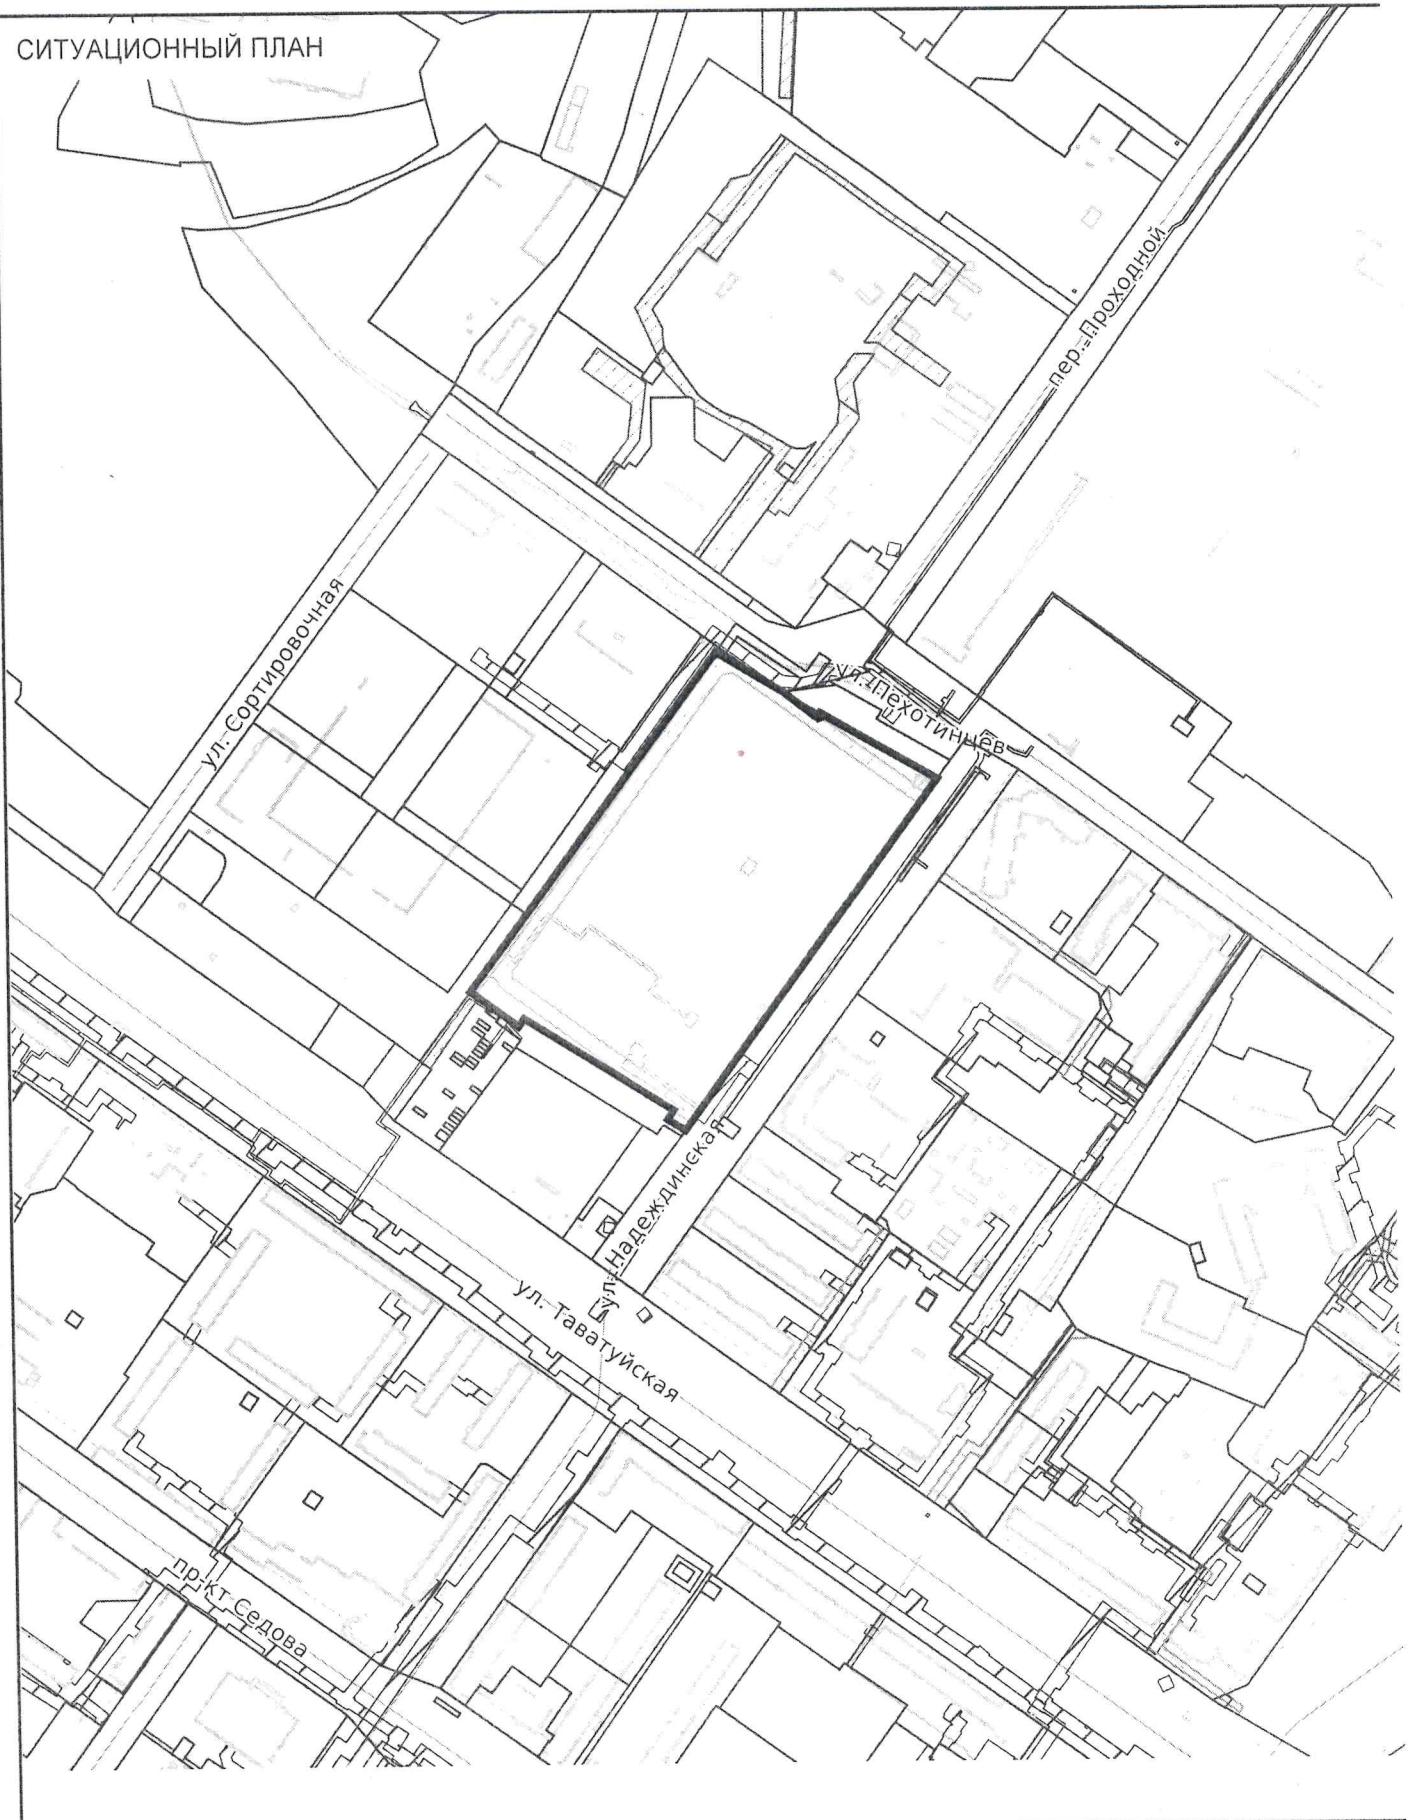 СИТУАЦИОННЫЙ ПЛАН
пер. Проходной
ул. Сортировочная
ул. Пехотинцев
ул. Надеждинская
ул. Таватуйская
пр-кт Седова